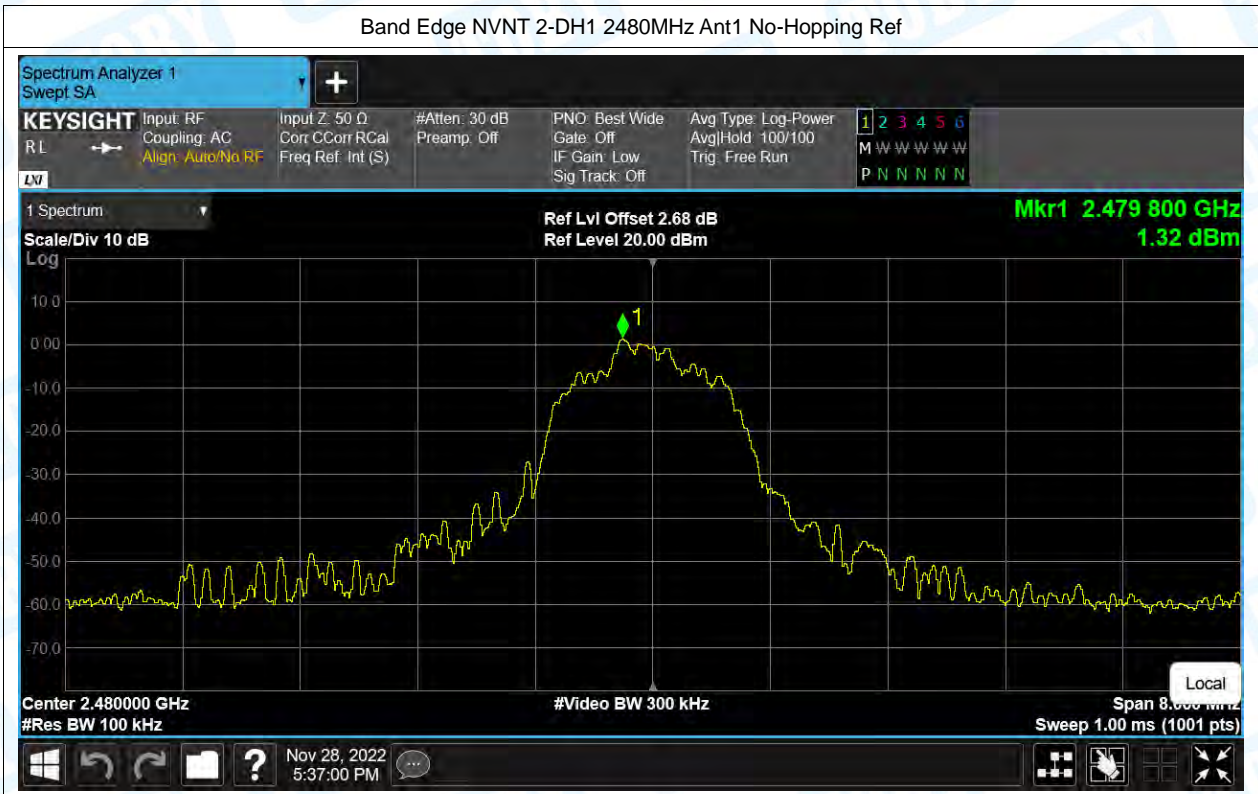 Band Edge NVNT 2-DH1 2480MHz Ant1 No-Hopping Ref
Spectrum Analyzer 1
Swept SA
KEYSIGHT
R L
LXI
Input: RF
Coupling: AC
Align: Auto/No RF
Input Z: 50 Ω
Corr CCorr RCal
Freq Ref: Int (S)
#Atten: 30 dB
Preamp: Off
PNO: Best Wide
Gate: Off
IF Gain: Low
Sig Track: Off
Avg Type: Log-Power
Avg|Hold: 100/100
Trig: Free Run
1 2 3 4 5 6
M W W W W W W
P N N N N N
1 Spectrum
Scale/Div 10 dB
Ref Lvl Offset 2.68 dB
Ref Level 20.00 dBm
Mkr1 2.479 800 GHz
1.32 dBm
Log
10.0
0.00
-10.0
-20.0
-30.0
-40.0
-50.0
-60.0
-70.0
1
Local
Center 2.480000 GHz
#Res BW 100 kHz
#Video BW 300 kHz
Span
Sweep 1.00 ms (1001 pts)
?
Nov 28, 2022
5:37:00 PM